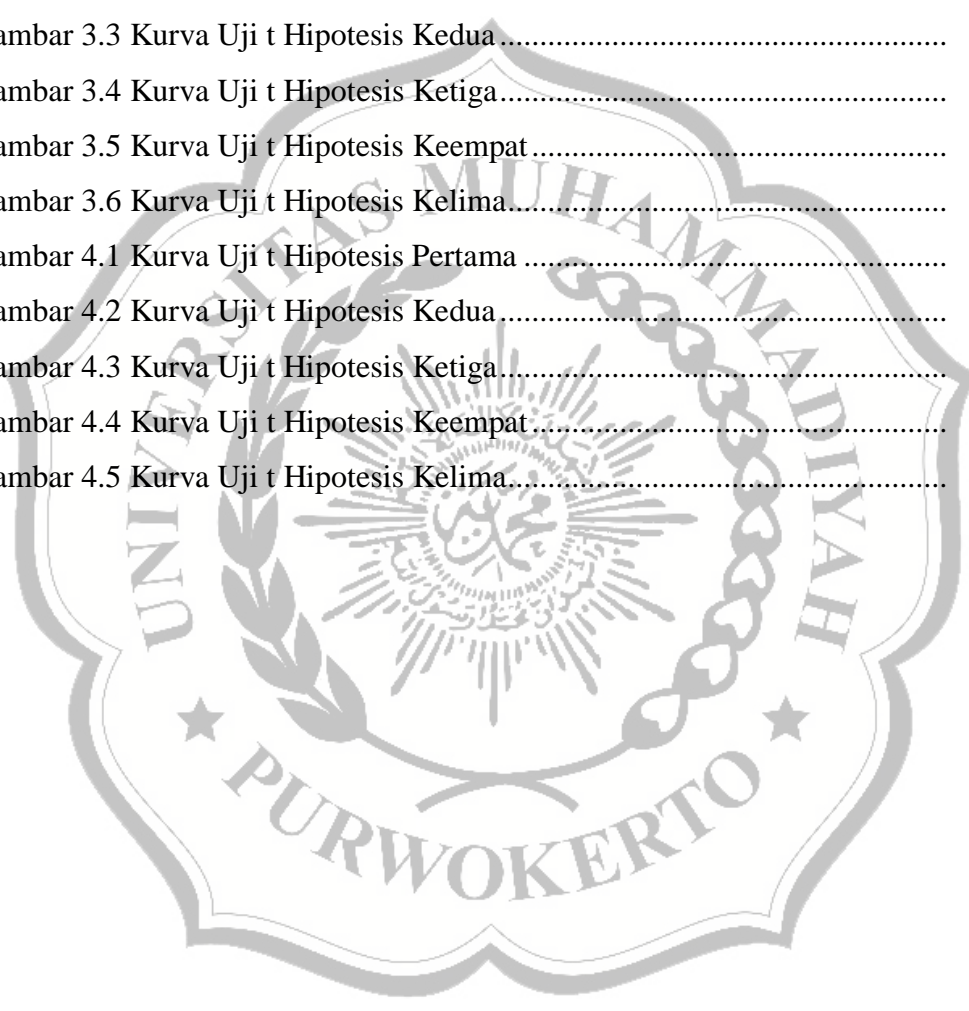 ambar 3.3 Kurva Uji t Hipotesis Kedua
ambar 3.4 Kurva Uji t Hipotesis Ketiga
ambar 3.5 Kurva Uji t Hipotesis Keempat
ambar 3.6 Kurva Uji t Hipotesis Kelima
ambar 4.1 Kurva Uji t Hipotesis Pertama
ambar 4.2 Kurva Uji t Hipotesis Kedua
ambar 4.3 Kurva Uji t Hipotesis Ketiga
ambar 4.4 Kurva Uji t Hipotesis Keempat
ambar 4.5 Kurva Uji t Hipotesis Kelima
UNIVERSITAS MUHAMMADIYAH
PURWOKERTO